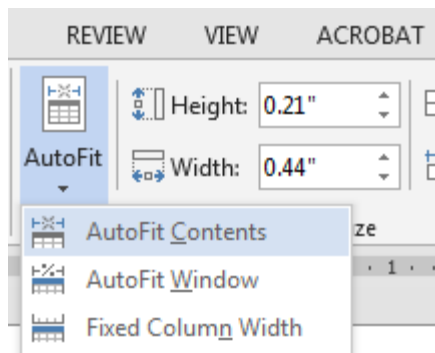 REVIEW VIEW ACROBAT
AutoFit
Height: 0.21"
Width: 0.44"
ze
1
AutoFit Contents
AutoFit Window
Fixed Column Width